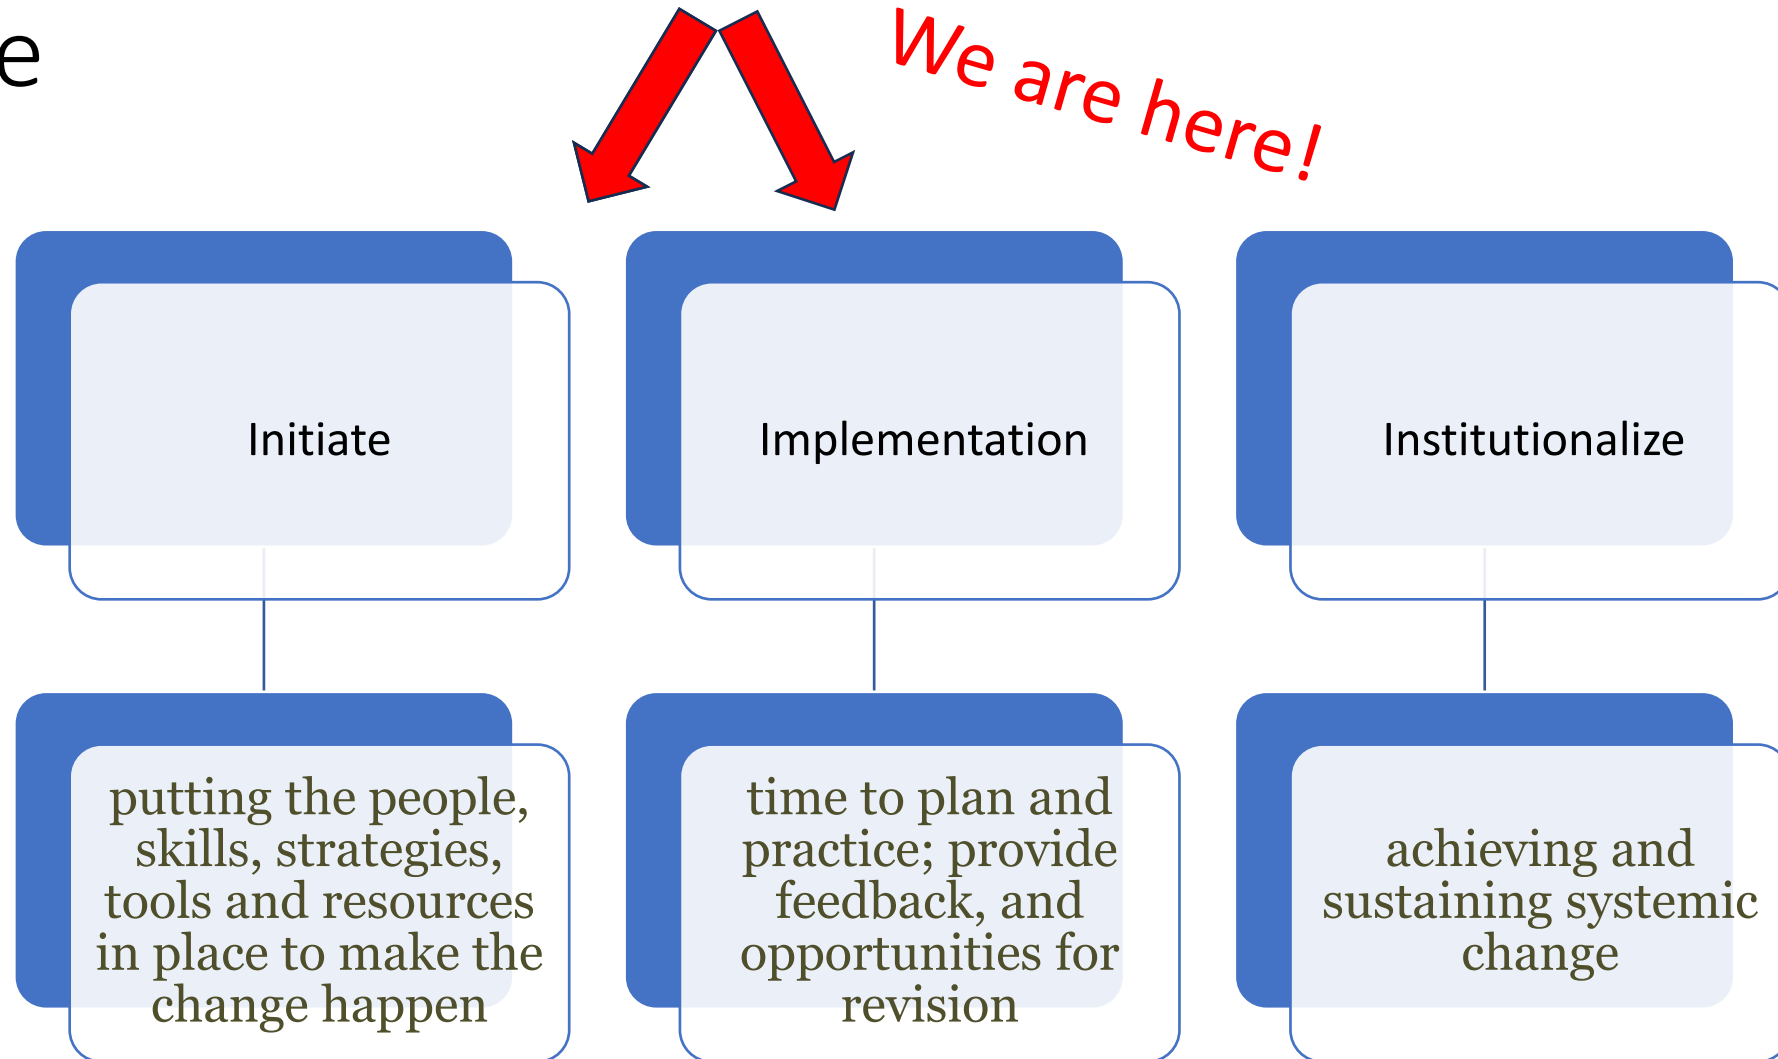 e
We are here!
Initiate
Implementation
Institutionalize
putting the people,
skills, strategies,
tools and resources
in place to make the
change happen
time to plan and
practice; provide
feedback, and
opportunities for
revision
achieving and
sustaining systemic
change